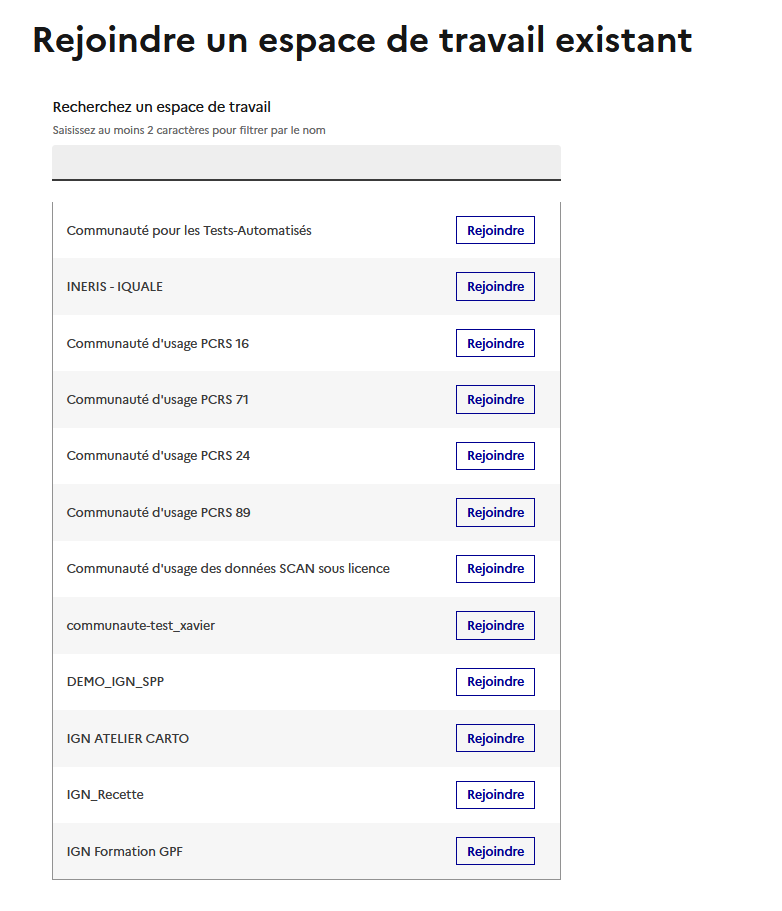 Rejoindre un espace de travail existant
Recherchez un espace de travail
Saisissez au moins 2 caractères pour filtrer par le nom
Communauté pour les Tests-Automatisés Rejoindre
INERIS - IQUALE Rejoindre
Communauté d'usage PCRS 16 Rejoindre
Communauté d'usage PCRS 71 Rejoindre
Communauté d'usage PCRS 24 Rejoindre
Communauté d'usage PCRS 89 Rejoindre
Communauté d'usage des données SCAN sous licence Rejoindre
communaute-test_xavier Rejoindre
DEMO_IGN_SPP Rejoindre
IGN ATELIER CARTO Rejoindre
IGN_Recette Rejoindre
IGN Formation GPF Rejoindre